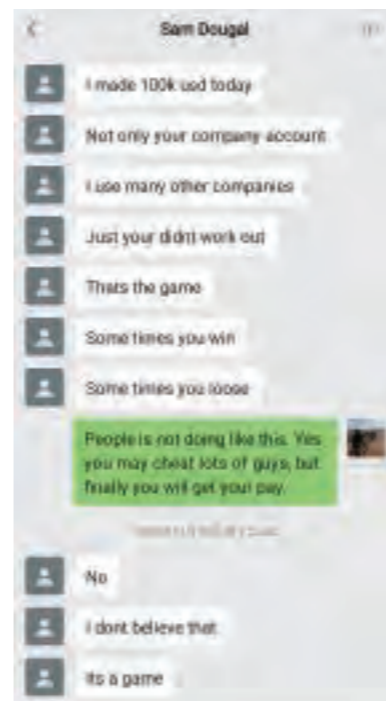 Sam Dougal
I made 100k usd today
Not only your company account
I use many other companies
Just your didnt work out
Thats the game
Some times you win
Some times you loose
People is not doing like this. Yes
you may cheat lots of guys, but
finally you will get your pay.
No
I dont believe that
Its a game